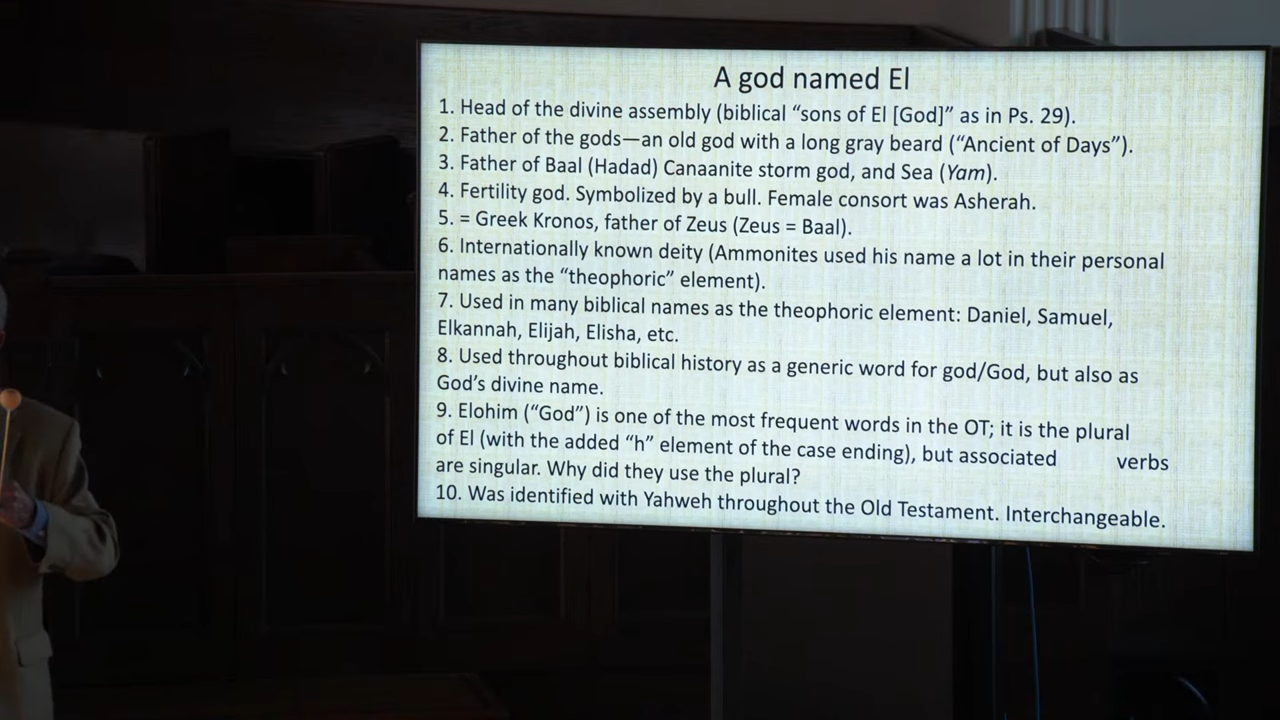 A god named El
1. Head of the divine assembly (biblical “sons of El [God]” as in Ps. 29).
2. Father of the gods—an old god with a long gray beard (“Ancient of Days”).
3. Father of Baal (Hadad) Canaanite storm god, and Sea (Yam).
4. Fertility god. Symbolized by a bull. Female consort was Asherah.
5. = Greek Kronos, father of Zeus (Zeus = Baal).
6. Internationally known deity (Ammonites used his name a lot in their personal
names as the “theophoric” element).
7. Used in many biblical names as the theophoric element: Daniel, Samuel,
Elkannah, Elijah, Elisha, etc.
8. Used throughout biblical history as a generic word for god/God, but also as
God’s divine name.
9. Elohim (“God”) is one of the most frequent words in the OT; it is the plural
of El (with the added “h” element of the case ending), but associated verbs
are singular. Why did they use the plural?
10. Was identified with Yahweh throughout the Old Testament. Interchangeable.